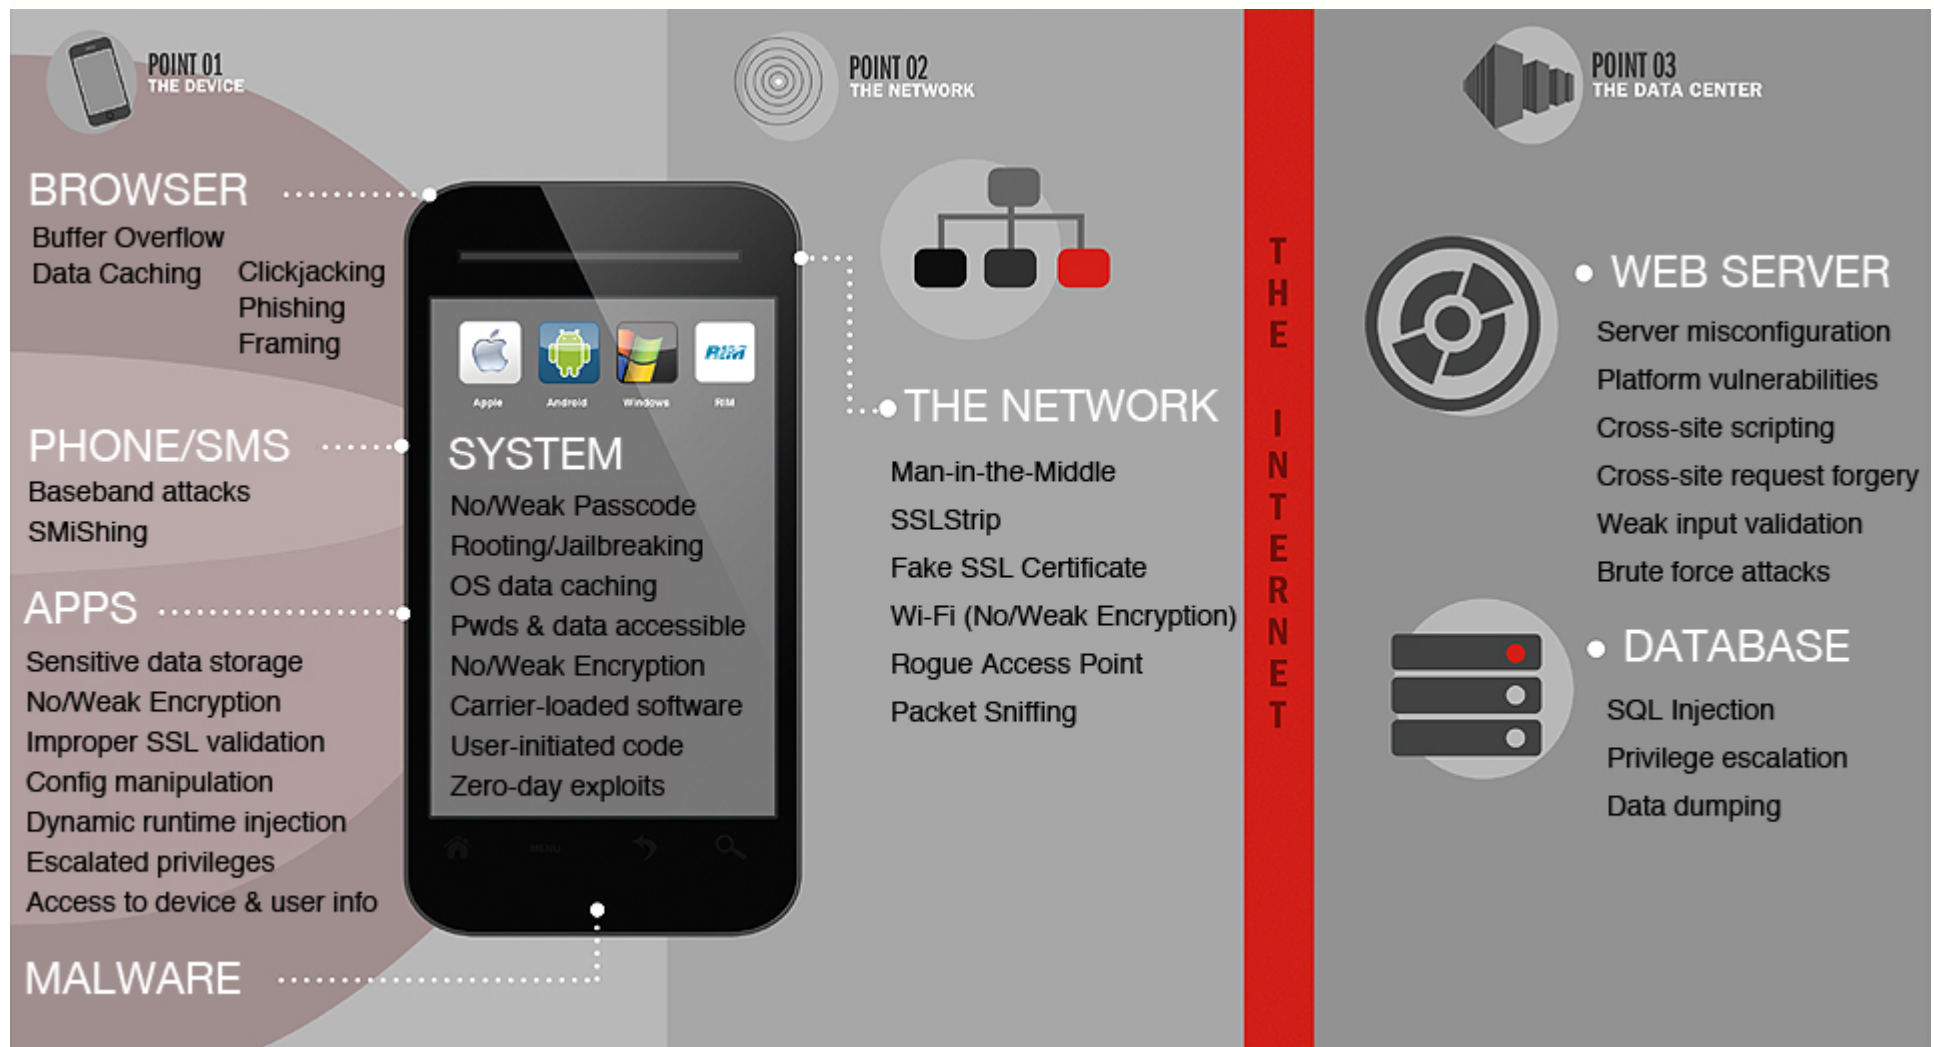 POINT 01
THE DEVICE
BROWSER
Buffer Overflow
Data Caching
Clickjacking
Phishing
Framing
PHONE/SMS
Baseband attacks
SMiShing
APPS
Sensitive data storage
No/Weak Encryption
Improper SSL validation
Config manipulation
Dynamic runtime injection
Escalated privileges
Access to device & user info
MALWARE
RIM
Apple
Android
Windows
RIM
SYSTEM
No/Weak Passcode
Rooting/Jailbreaking
OS data caching
Pwds & data accessible
No/Weak Encryption
Carrier-loaded software
User-initiated code
Zero-day exploits
MENU
POINT 02
THE NETWORK
THE NETWORK
Man-in-the-Middle
SSLStrip
Fake SSL Certificate
Wi-Fi (No/Weak Encryption)
Rogue Access Point
Packet Sniffing
THE INTERNET
POINT 03
THE DATA CENTER
WEB SERVER
Server misconfiguration
Platform vulnerabilities
Cross-site scripting
Cross-site request forgery
Weak input validation
Brute force attacks
DATABASE
SQL Injection
Privilege escalation
Data dumping